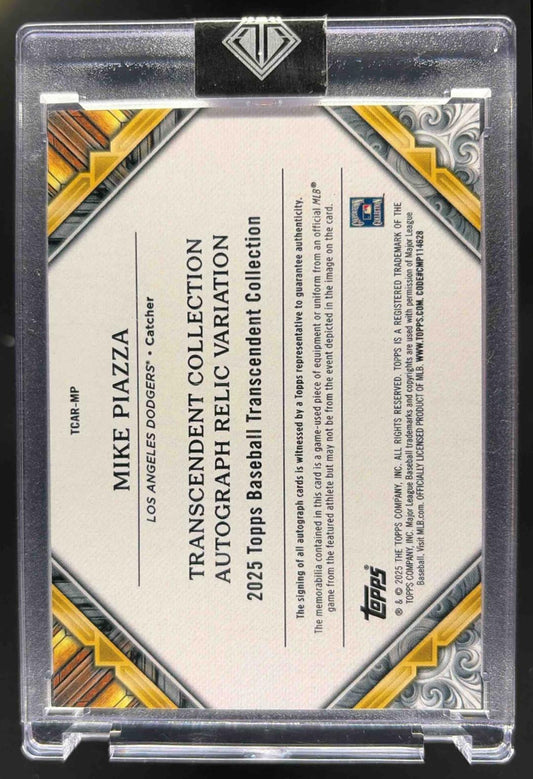 TCAR-MP
MIKE PIAZZA
LOS ANGELES DODGERS® • Catcher
TRANSCENDENT COLLECTION
AUTOGRAPH RELIC VARIATION
2025 Topps Baseball Transcendent Collection
The signing of all autograph cards is witnessed by a Topps representative to guarantee authenticity.
The memorabilia contained in this card is a game-used piece of equipment or uniform from an official MLB®
game from the featured athlete but may not be from the event depicted in the image on the card.
topps
COOPERSTOWN
COLLECTION
® & © 2025 THE TOPPS COMPANY, INC. ALL RIGHTS RESERVED. TOPPS IS A REGISTERED TRADEMARK OF THE
TOPPS COMPANY, INC. Major League Baseball trademarks and copyrights are used with permission of Major League
Baseball. Visit MLB.com. OFFICIALLY LICENSED PRODUCT OF MLB. WWW.TOPPS.COM. CODE#CMP114628